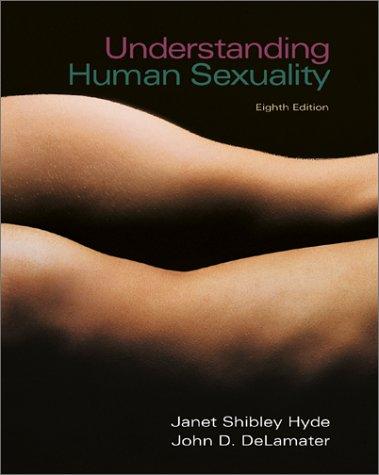 Understanding
Human Sexuality
Eighth Edition
Janet Shibley Hyde
John D. DeLamater